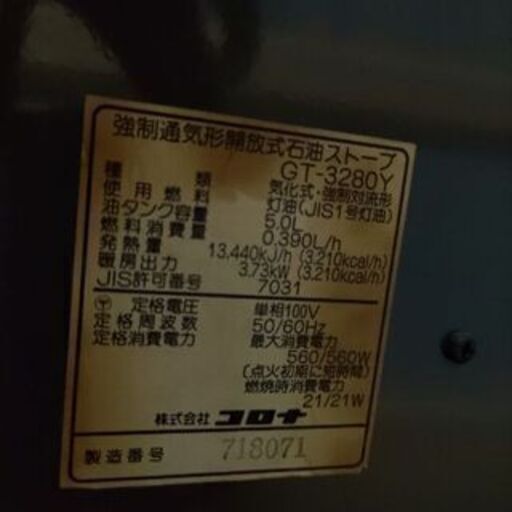 強制通気形開放式石油ストーブ
GT-3280Y
種類 気化式・強制対流形
使用燃料 灯油(JIS1号灯油)
油タンク容量 5.0L
燃料消費量 0.390L/h
発熱量 13,440kJ/h (3,210kcal/h)
暖房出力 3.73kW (3,210kcal/h)
JIS許可番号 7031
定格電圧 単相100V
定格周波数 50/60Hz
定格消費電力 最大消費電力
560/560W
(点火初期に短時間)
燃焼時消費電力
21/21W
株式会社 コロナ
製造番号 718071